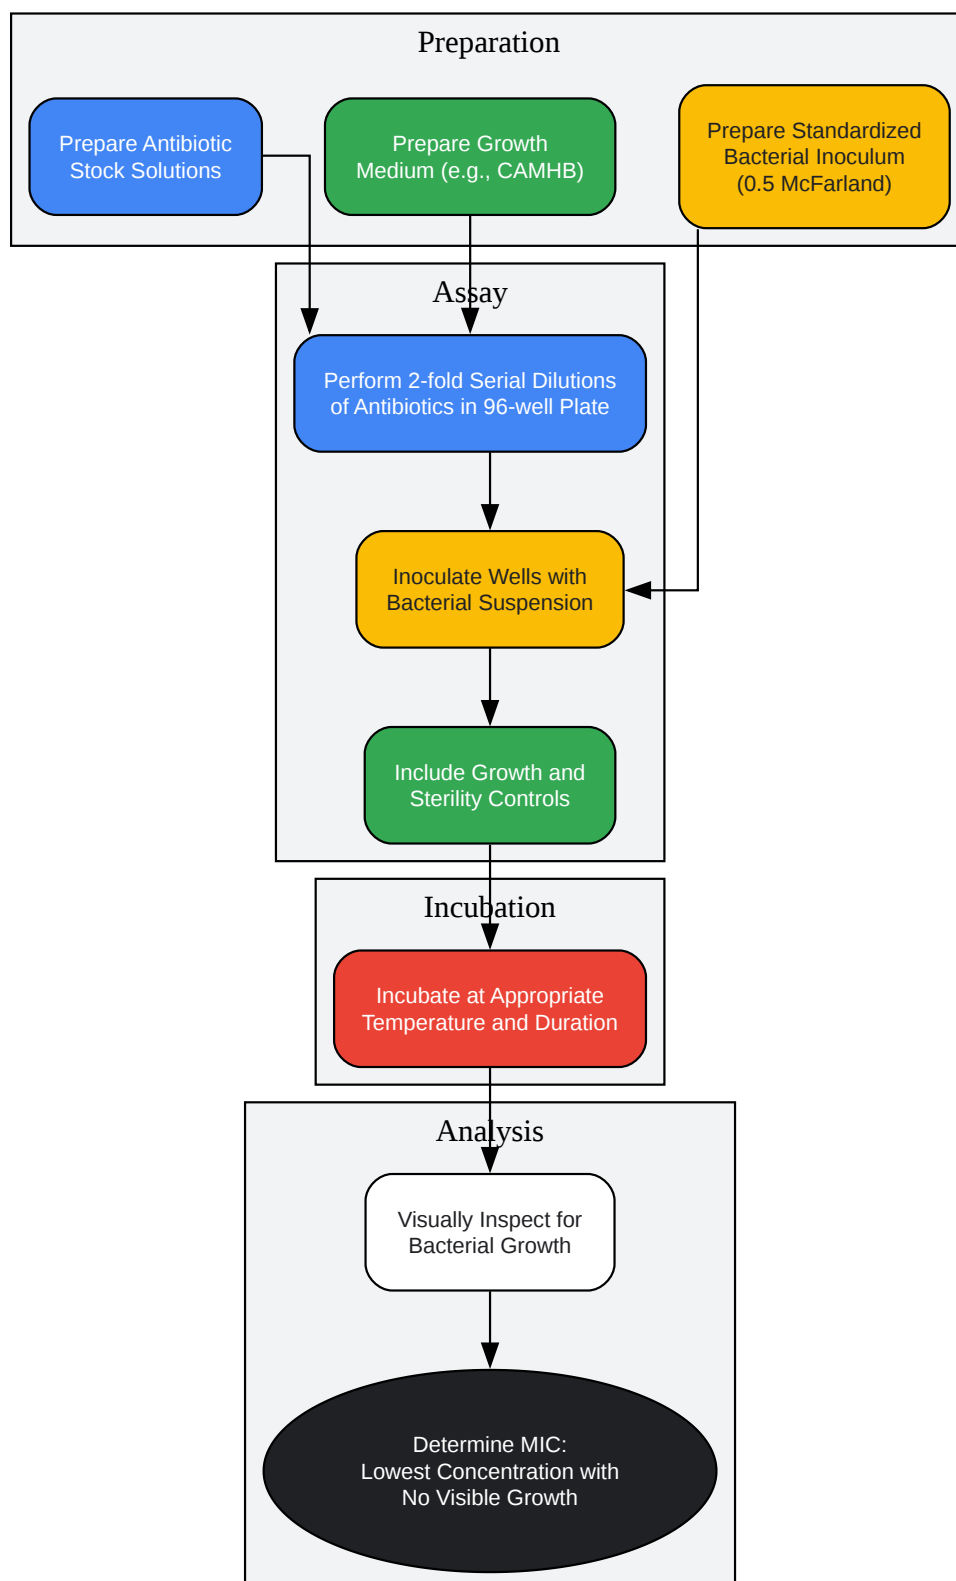 Preparation
Prepare Antibiotic
Stock Solutions
Prepare Growth
Medium (e.g., CAMHB)
Prepare Standardized
Bacterial Inoculum
(0.5 McFarland)
Assay
Perform 2-fold Serial Dilutions
of Antibiotics in 96-well Plate
Inoculate Wells with
Bacterial Suspension
Include Growth and
Sterility Controls
Incubation
Incubate at Appropriate
Temperature and Duration
Analysis
Visually Inspect for
Bacterial Growth
Determine MIC:
Lowest Concentration with
No Visible Growth